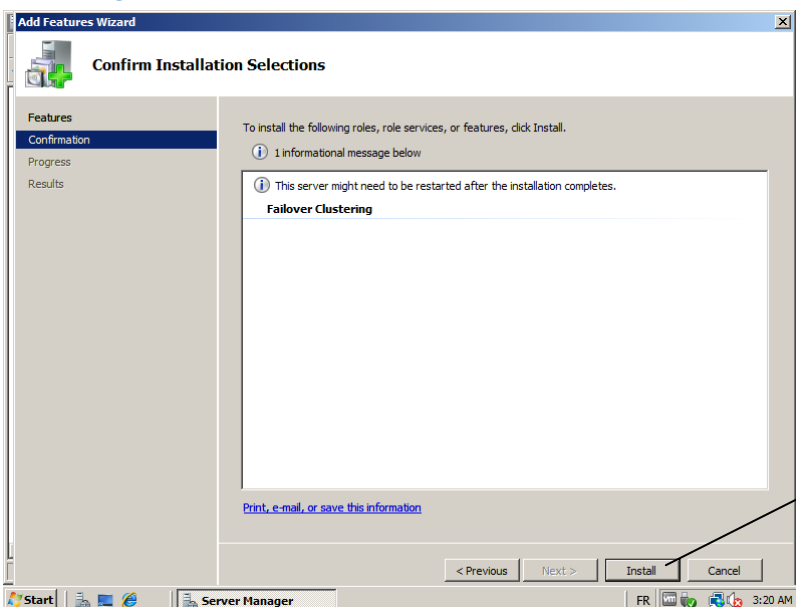 Add Features Wizard
Confirm Installation Selections
Features
Confirmation
Progress
Results
To install the following roles, role services, or features, click Install.
1 informational message below
This server might need to be restarted after the installation completes.
Failover Clustering
Print, e-mail, or save this information
< Previous
Next >
Install
Cancel
Start
Server Manager
FR
3:20 AM